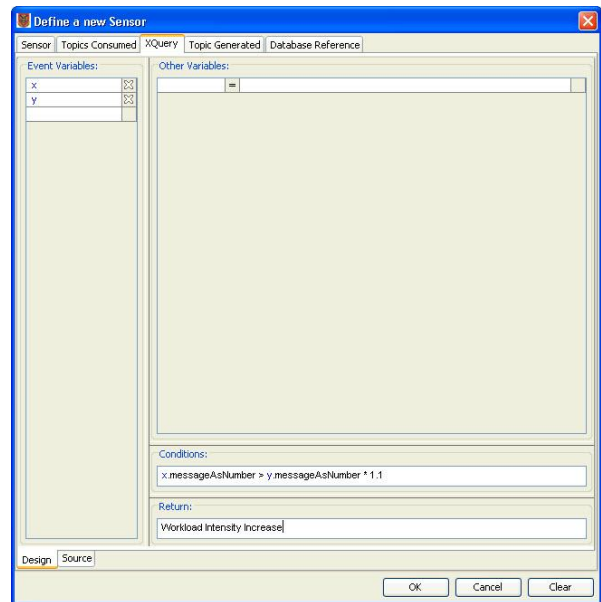 Define a new Sensor
Sensor Topics Consumed XQuery Topic Generated Database Reference
Event Variables:
x
y
Other Variables:
=
Conditions:
x.messageAsNumber > y.messageAsNumber * 1.1
Return:
Workload Intensity Increase
Design Source
OK Cancel Clear